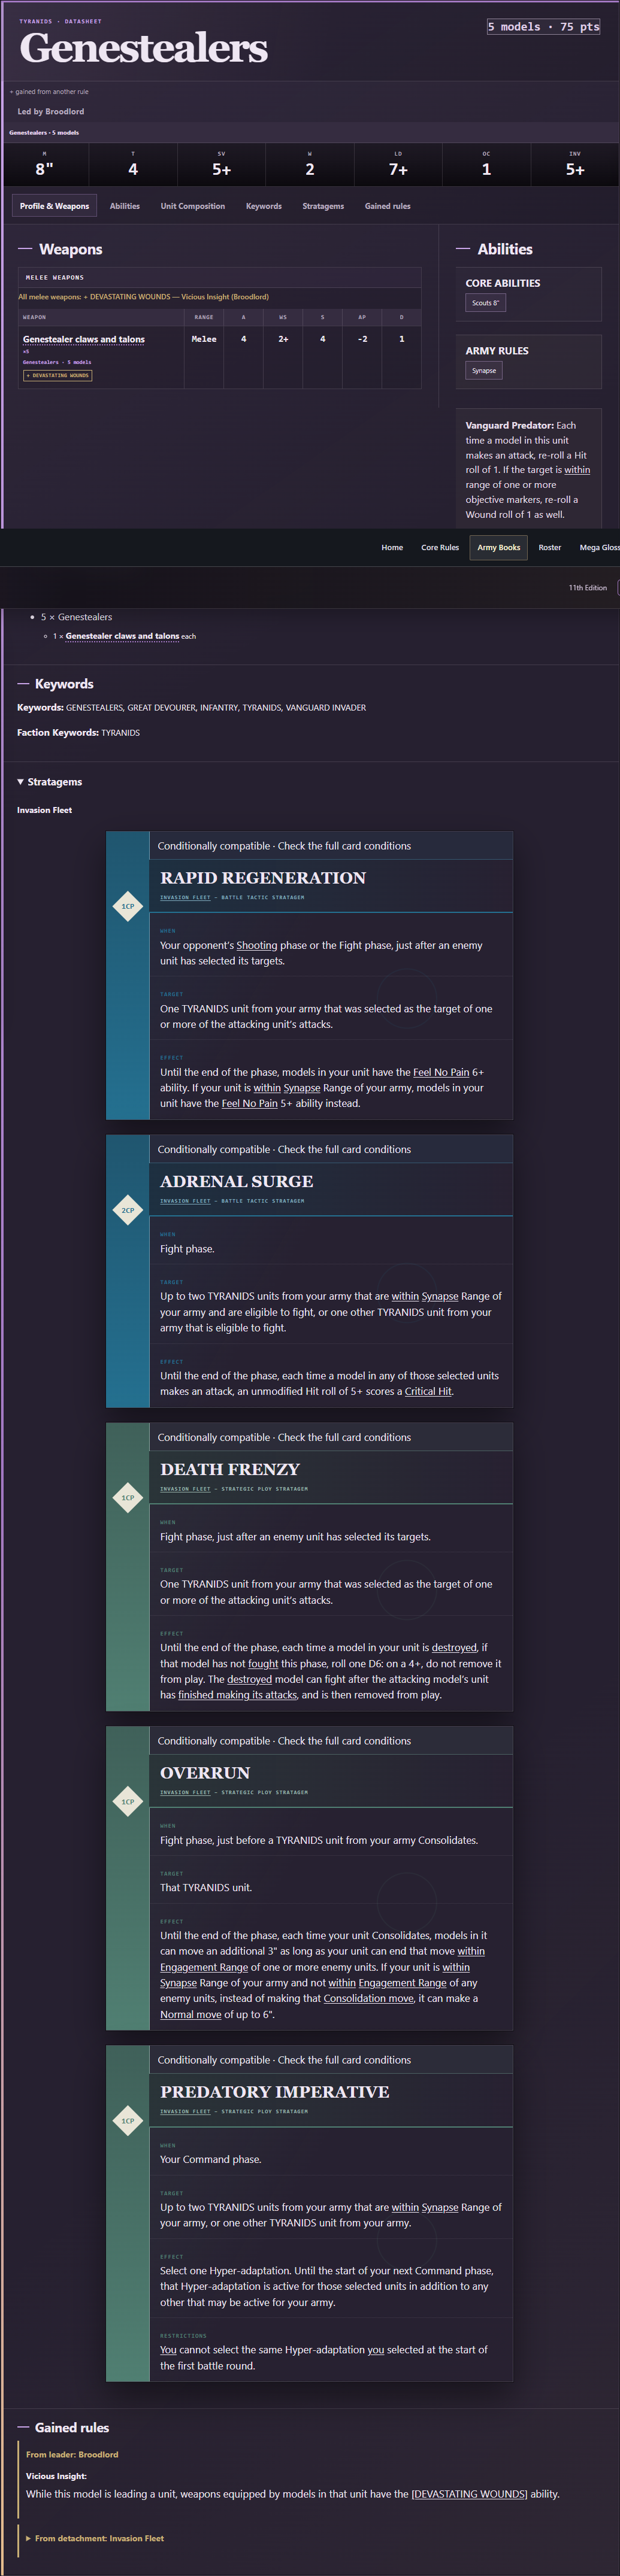 TYRANIDS · DATASHEET
Genestealers
5 models · 75 pts
+ gained from another rule
Led by Broodlord
Genestealers · 5 models
M
8"
T
4
SV
5+
W
2
LD
7+
OC
1
INV
5+
Profile & Weapons
Abilities
Unit Composition
Keywords
Stratagems
Gained rules
Weapons
MELEE WEAPONS
All melee weapons: + DEVASTATING WOUNDS — Vicious Insight (Broodlord)
WEAPON RANGE A WS S AP D
Genestealer claws and talons Melee 4 2+ 4 -2 1
×5
Genestealers · 5 models
+ DEVASTATING WOUNDS
Abilities
CORE ABILITIES
Scouts 8"
ARMY RULES
Synapse
Vanguard Predator: Each
time a model in this unit
makes an attack, re-roll a Hit
roll of 1. If the target is within
range of one or more
objective markers, re-roll a
Wound roll of 1 as well.
Home
Core Rules
Army Books
Roster
Mega Gloss
11th Edition
• 5 × Genestealers
◦ 1 × Genestealer claws and talons each
Keywords
Keywords: GENESTEALERS, GREAT DEVOURER, INFANTRY, TYRANIDS, VANGUARD INVADER
Faction Keywords: TYRANIDS
▼ Stratagems
Invasion Fleet
Conditionally compatible · Check the full card conditions
1CP
RAPID REGENERATION
INVASION FLEET – BATTLE TACTIC STRATAGEM
WHEN
Your opponent's Shooting phase or the Fight phase, just after an enemy
unit has selected its targets.
TARGET
One TYRANIDS unit from your army that was selected as the target of one
or more of the attacking unit's attacks.
EFFECT
Until the end of the phase, models in your unit have the Feel No Pain 6+
ability. If your unit is within Synapse Range of your army, models in your
unit have the Feel No Pain 5+ ability instead.
Conditionally compatible · Check the full card conditions
2CP
ADRENAL SURGE
INVASION FLEET – BATTLE TACTIC STRATAGEM
WHEN
Fight phase.
TARGET
Up to two TYRANIDS units from your army that are within Synapse Range of
your army and are eligible to fight, or one other TYRANIDS unit from your
army that is eligible to fight.
EFFECT
Until the end of the phase, each time a model in any of those selected units
makes an attack, an unmodified Hit roll of 5+ scores a Critical Hit.
Conditionally compatible · Check the full card conditions
1CP
DEATH FRENZY
INVASION FLEET – STRATEGIC PLOY STRATAGEM
WHEN
Fight phase, just after an enemy unit has selected its targets.
TARGET
One TYRANIDS unit from your army that was selected as the target of one
or more of the attacking unit's attacks.
EFFECT
Until the end of the phase, each time a model in your unit is destroyed, if
that model has not fought this phase, roll one D6: on a 4+, do not remove it
from play. The destroyed model can fight after the attacking model's unit
has finished making its attacks, and is then removed from play.
Conditionally compatible · Check the full card conditions
1CP
OVERRUN
INVASION FLEET – STRATEGIC PLOY STRATAGEM
WHEN
Fight phase, just before a TYRANIDS unit from your army Consolidates.
TARGET
That TYRANIDS unit.
EFFECT
Until the end of the phase, each time your unit Consolidates, models in it
can move an additional 3" as long as your unit can end that move within
Engagement Range of one or more enemy units. If your unit is within
Synapse Range of your army and not within Engagement Range of any
enemy units, instead of making that Consolidation move, it can make a
Normal move of up to 6".
Conditionally compatible · Check the full card conditions
1CP
PREDATORY IMPERATIVE
INVASION FLEET – STRATEGIC PLOY STRATAGEM
WHEN
Your Command phase.
TARGET
Up to two TYRANIDS units from your army that are within Synapse Range of
your army, or one other TYRANIDS unit from your army.
EFFECT
Select one Hyper-adaptation. Until the start of your next Command phase,
that Hyper-adaptation is active for those selected units in addition to any
other that may be active for your army.
RESTRICTIONS
You cannot select the same Hyper-adaptation you selected at the start of
the first battle round.
Gained rules
From leader: Broodlord
Vicious Insight:
While this model is leading a unit, weapons equipped by models in that unit have the [DEVASTATING WOUNDS] ability.
► From detachment: Invasion Fleet